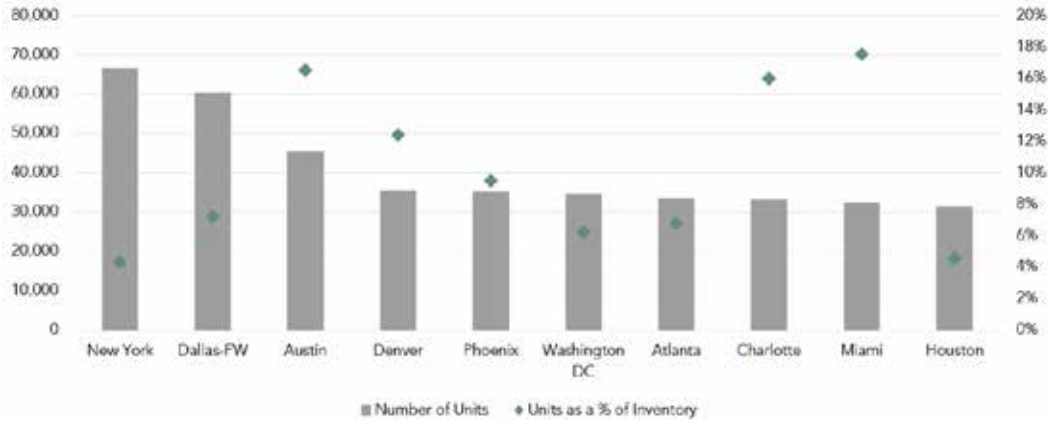 80,000
70,000
60,000
50,000
40,000
30,000
20,000
10,000
0
20%
18%
16%
14%
12%
10%
8%
6%
4%
2%
0%
New York
Dallas-FW
Austin
Denver
Phoenix
Washington
DC
Atlanta
Charlotte
Miami
Houston
Number of Units
Units as a % of Inventory